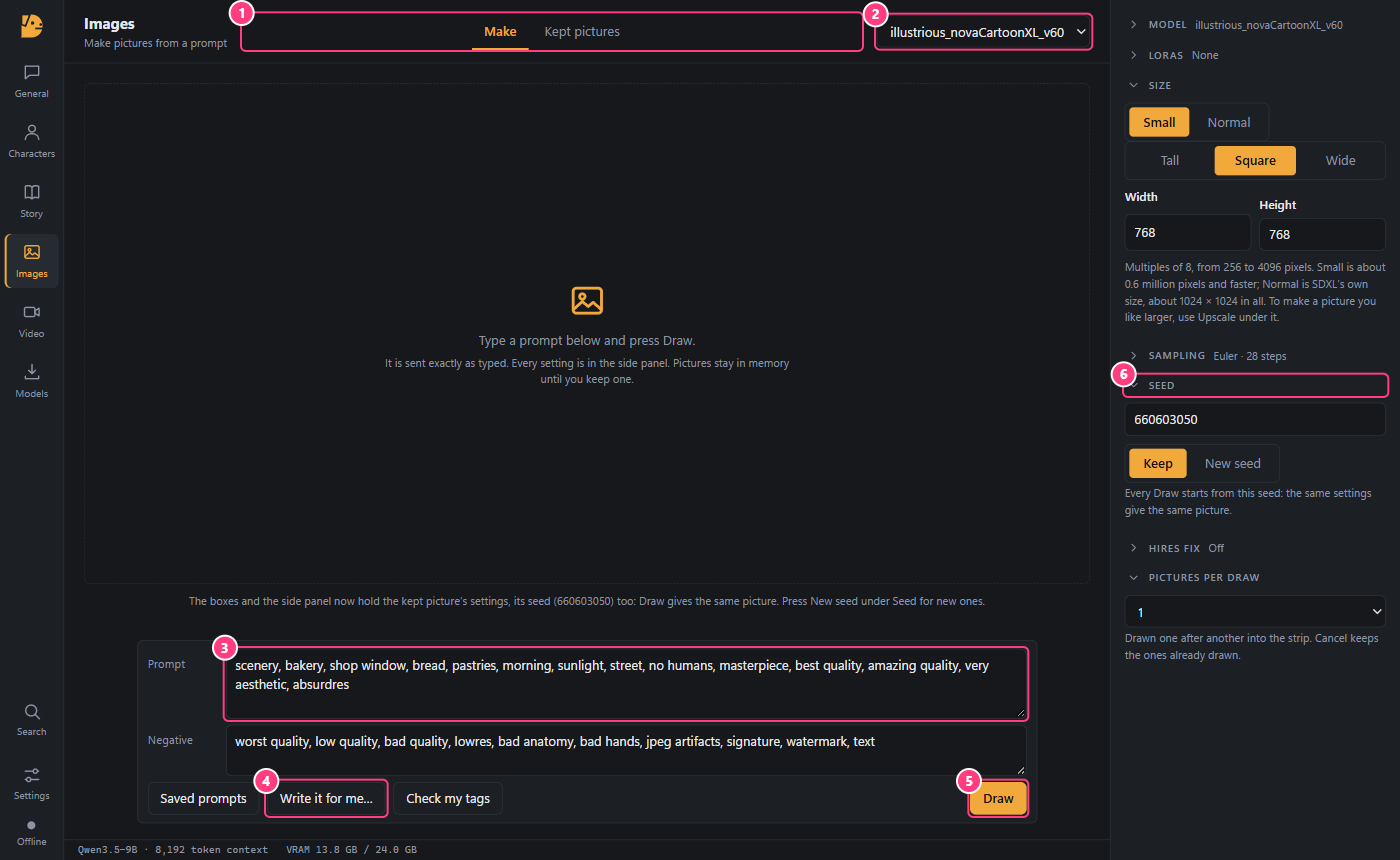 Images
Make pictures from a prompt
1
Make
Kept pictures
2
illustrious_novaCartoonXL_v60
General
Characters
Story
Images
Video
Models
Search
Settings
Offline
Type a prompt below and press Draw.
It is sent exactly as typed. Every setting is in the side panel. Pictures stay in memory
until you keep one.
The boxes and the side panel now hold the kept picture's settings, its seed (660603050) too: Draw gives the same picture. Press New seed under Seed for new ones.
3
Prompt
scenery, bakery, shop window, bread, pastries, morning, sunlight, street, no humans, masterpiece, best quality, amazing quality, very
aesthetic, absurdres
Negative
worst quality, low quality, bad quality, lowres, bad anatomy, bad hands, jpeg artifacts, signature, watermark, text
4
5
Saved prompts
Write it for me...
Check my tags
Draw
Qwen3.5-9B · 8,192 token context VRAM 13.8 GB / 24.0 GB
MODEL illustrious_novaCartoonXL_v60
LORAS None
SIZE
Small Normal
Tall Square Wide
Width Height
768 768
Multiples of 8, from 256 to 4096 pixels. Small is about
0.6 million pixels and faster; Normal is SDXL's own
size, about 1024 × 1024 in all. To make a picture you
like larger, use Upscale under it.
SAMPLING Euler · 28 steps
6
SEED
660603050
Keep New seed
Every Draw starts from this seed: the same settings
give the same picture.
HIRES FIX Off
PICTURES PER DRAW
1
Drawn one after another into the strip. Cancel keeps
the ones already drawn.